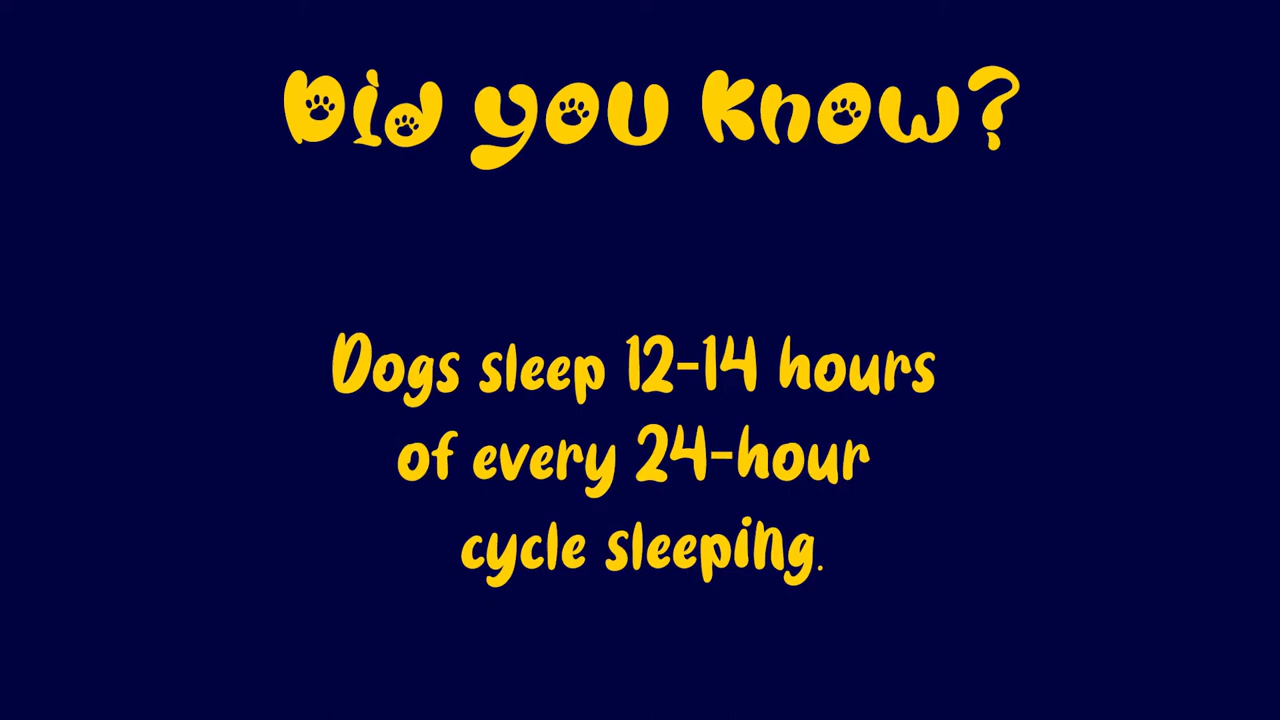 Did you know?
Dogs sleep 12-14 hours
of every 24-hour
cycle sleeping.